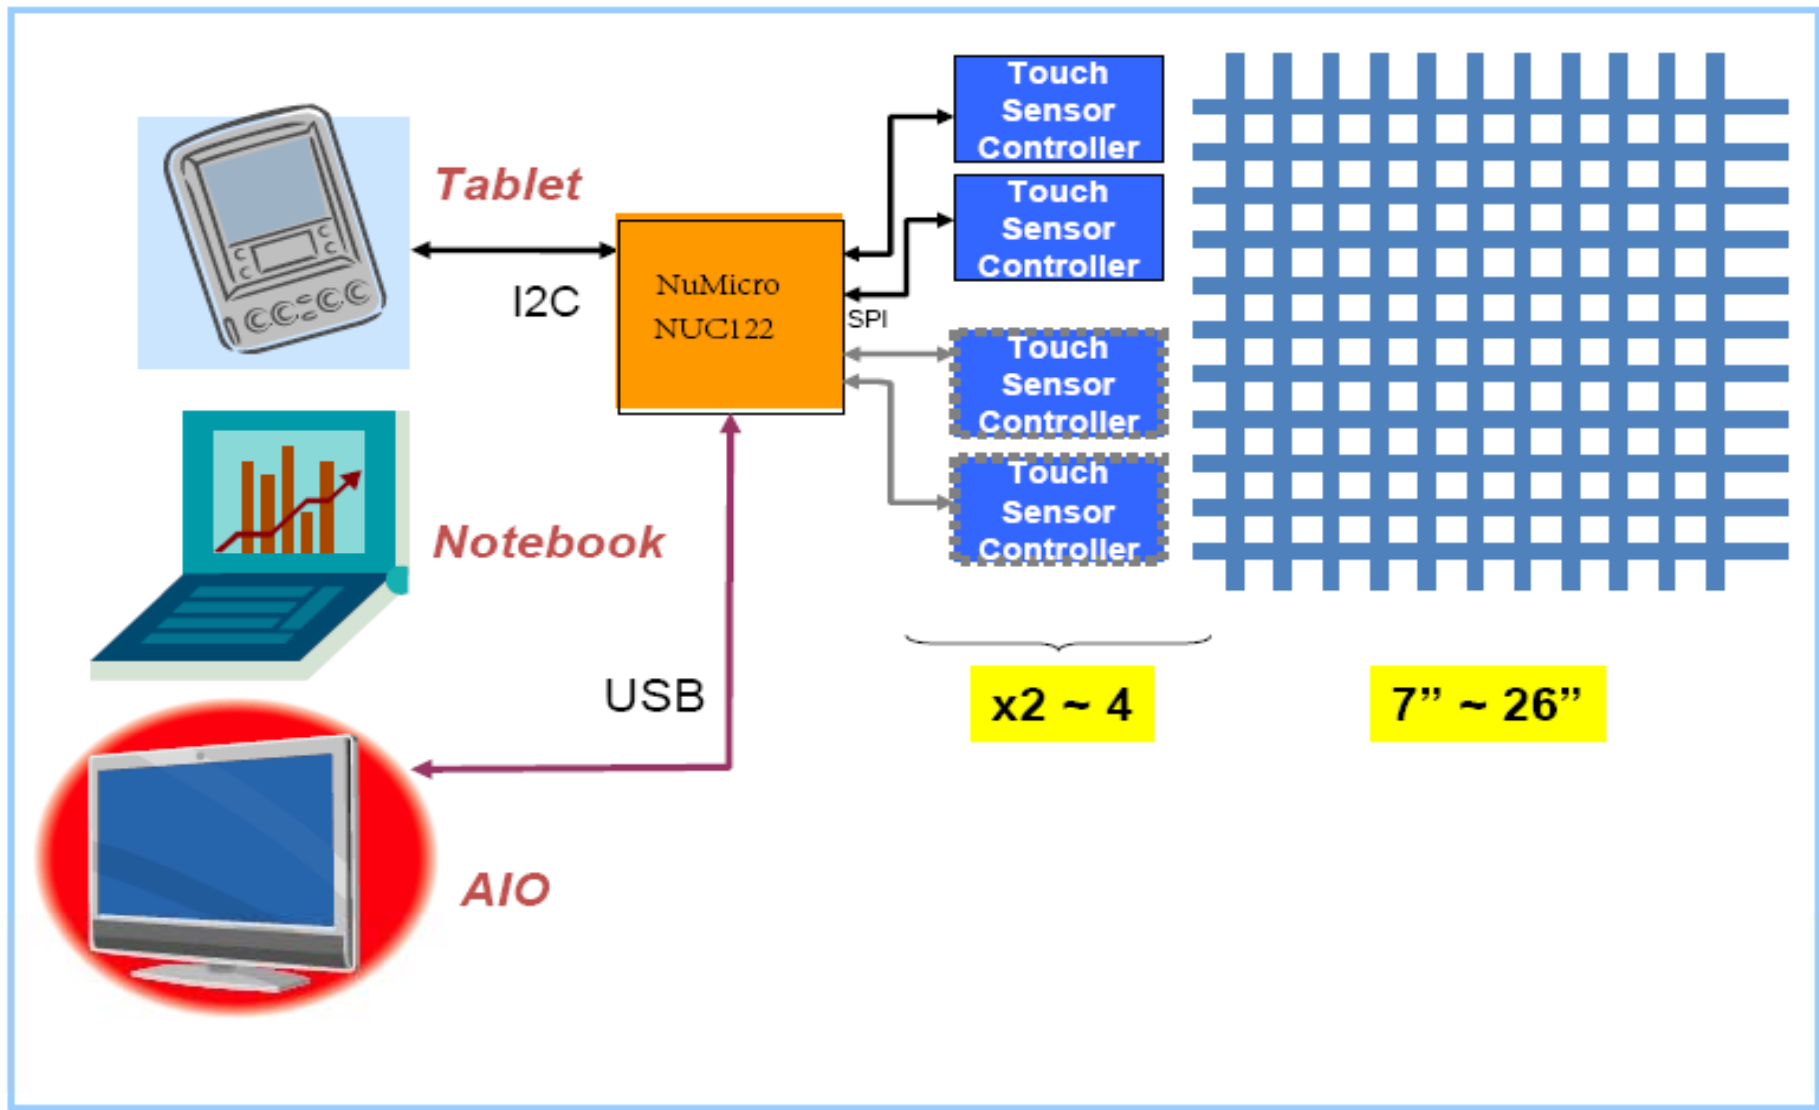 Tablet
I2C
NuMicro
NUC122
SPI
Touch
Sensor
Controller
Touch
Sensor
Controller
Touch
Sensor
Controller
Touch
Sensor
Controller
Notebook
USB
AIO
x2 ~ 4
7” ~ 26”